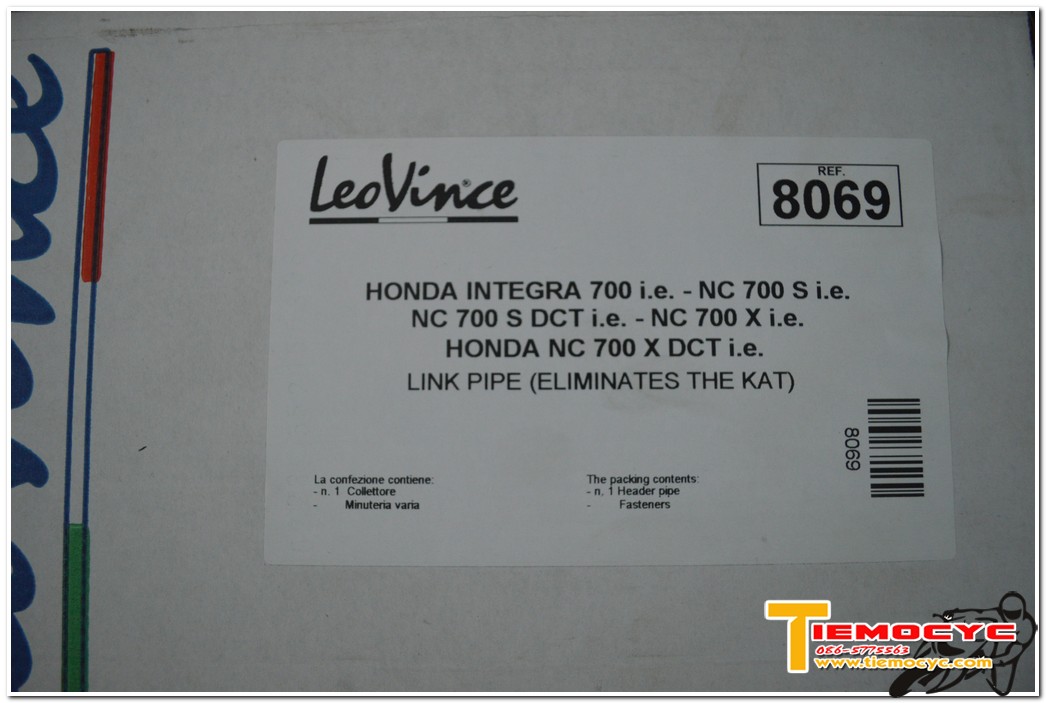 LeoVince®
REF.
8069
HONDA INTEGRA 700 i.e. - NC 700 S i.e.
NC 700 S DCT i.e. - NC 700 X i.e.
HONDA NC 700 X DCT i.e.
LINK PIPE (ELIMINATES THE KAT)
8069
La confezione contiene:
- n. 1 Collettore
- Minuteria varia
The packing contents:
- n. 1 Header pipe
- Fasteners
TIEMOCYC
086-5775563
www.tiemocyc.com